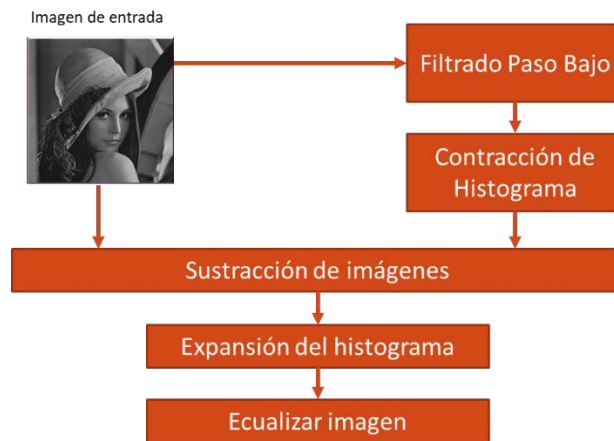 Imagen de entrada
Filtrado Paso Bajo
Contracción de
Histograma
Sustracción de imágenes
Expansión del histograma
Ecualizar imagen